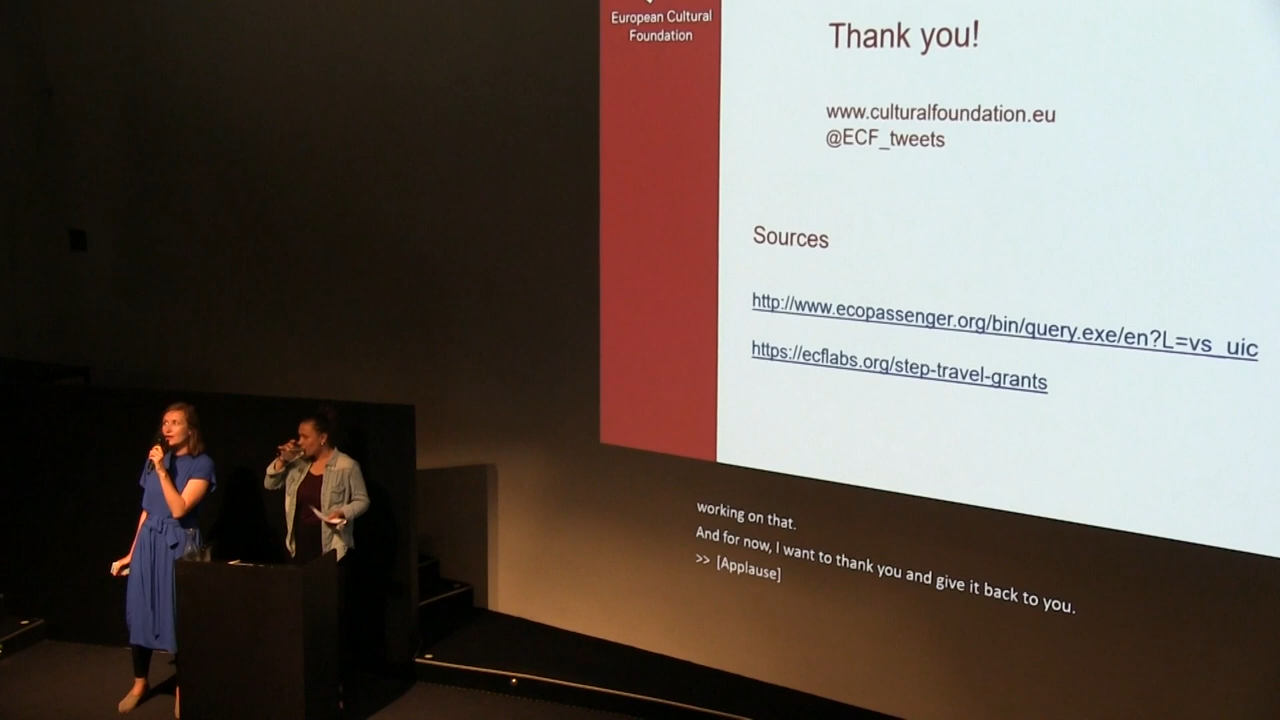 European Cultural
Foundation
Thank you!
www.culturalfoundation.eu
@ECF_tweets
Sources
http://www.ecopassenger.org/bin/query.exe/en?L=vs_uic
https://ecflabs.org/step-travel-grants
working on that.
And for now, I want to thank you and give it back to you.
>> [Applause]